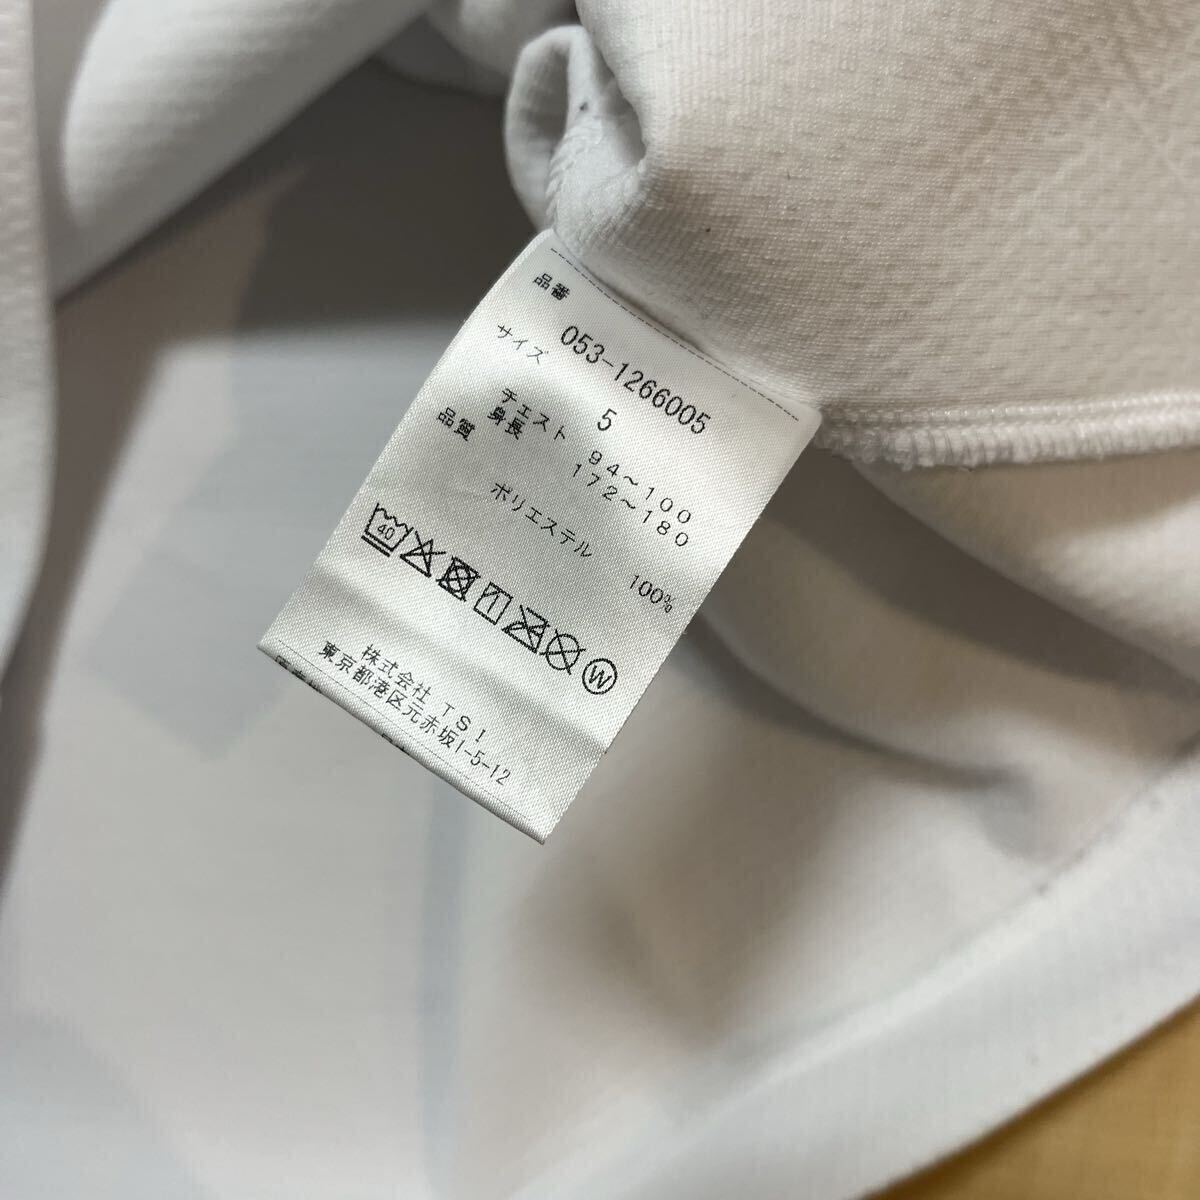 品番
053-1266005
サイズ
5
チェスト 94～100
身長 172～180
品質
ポリエステル 100%
40
W
株式会社 TSI
東京都港区元赤坂1-5-12